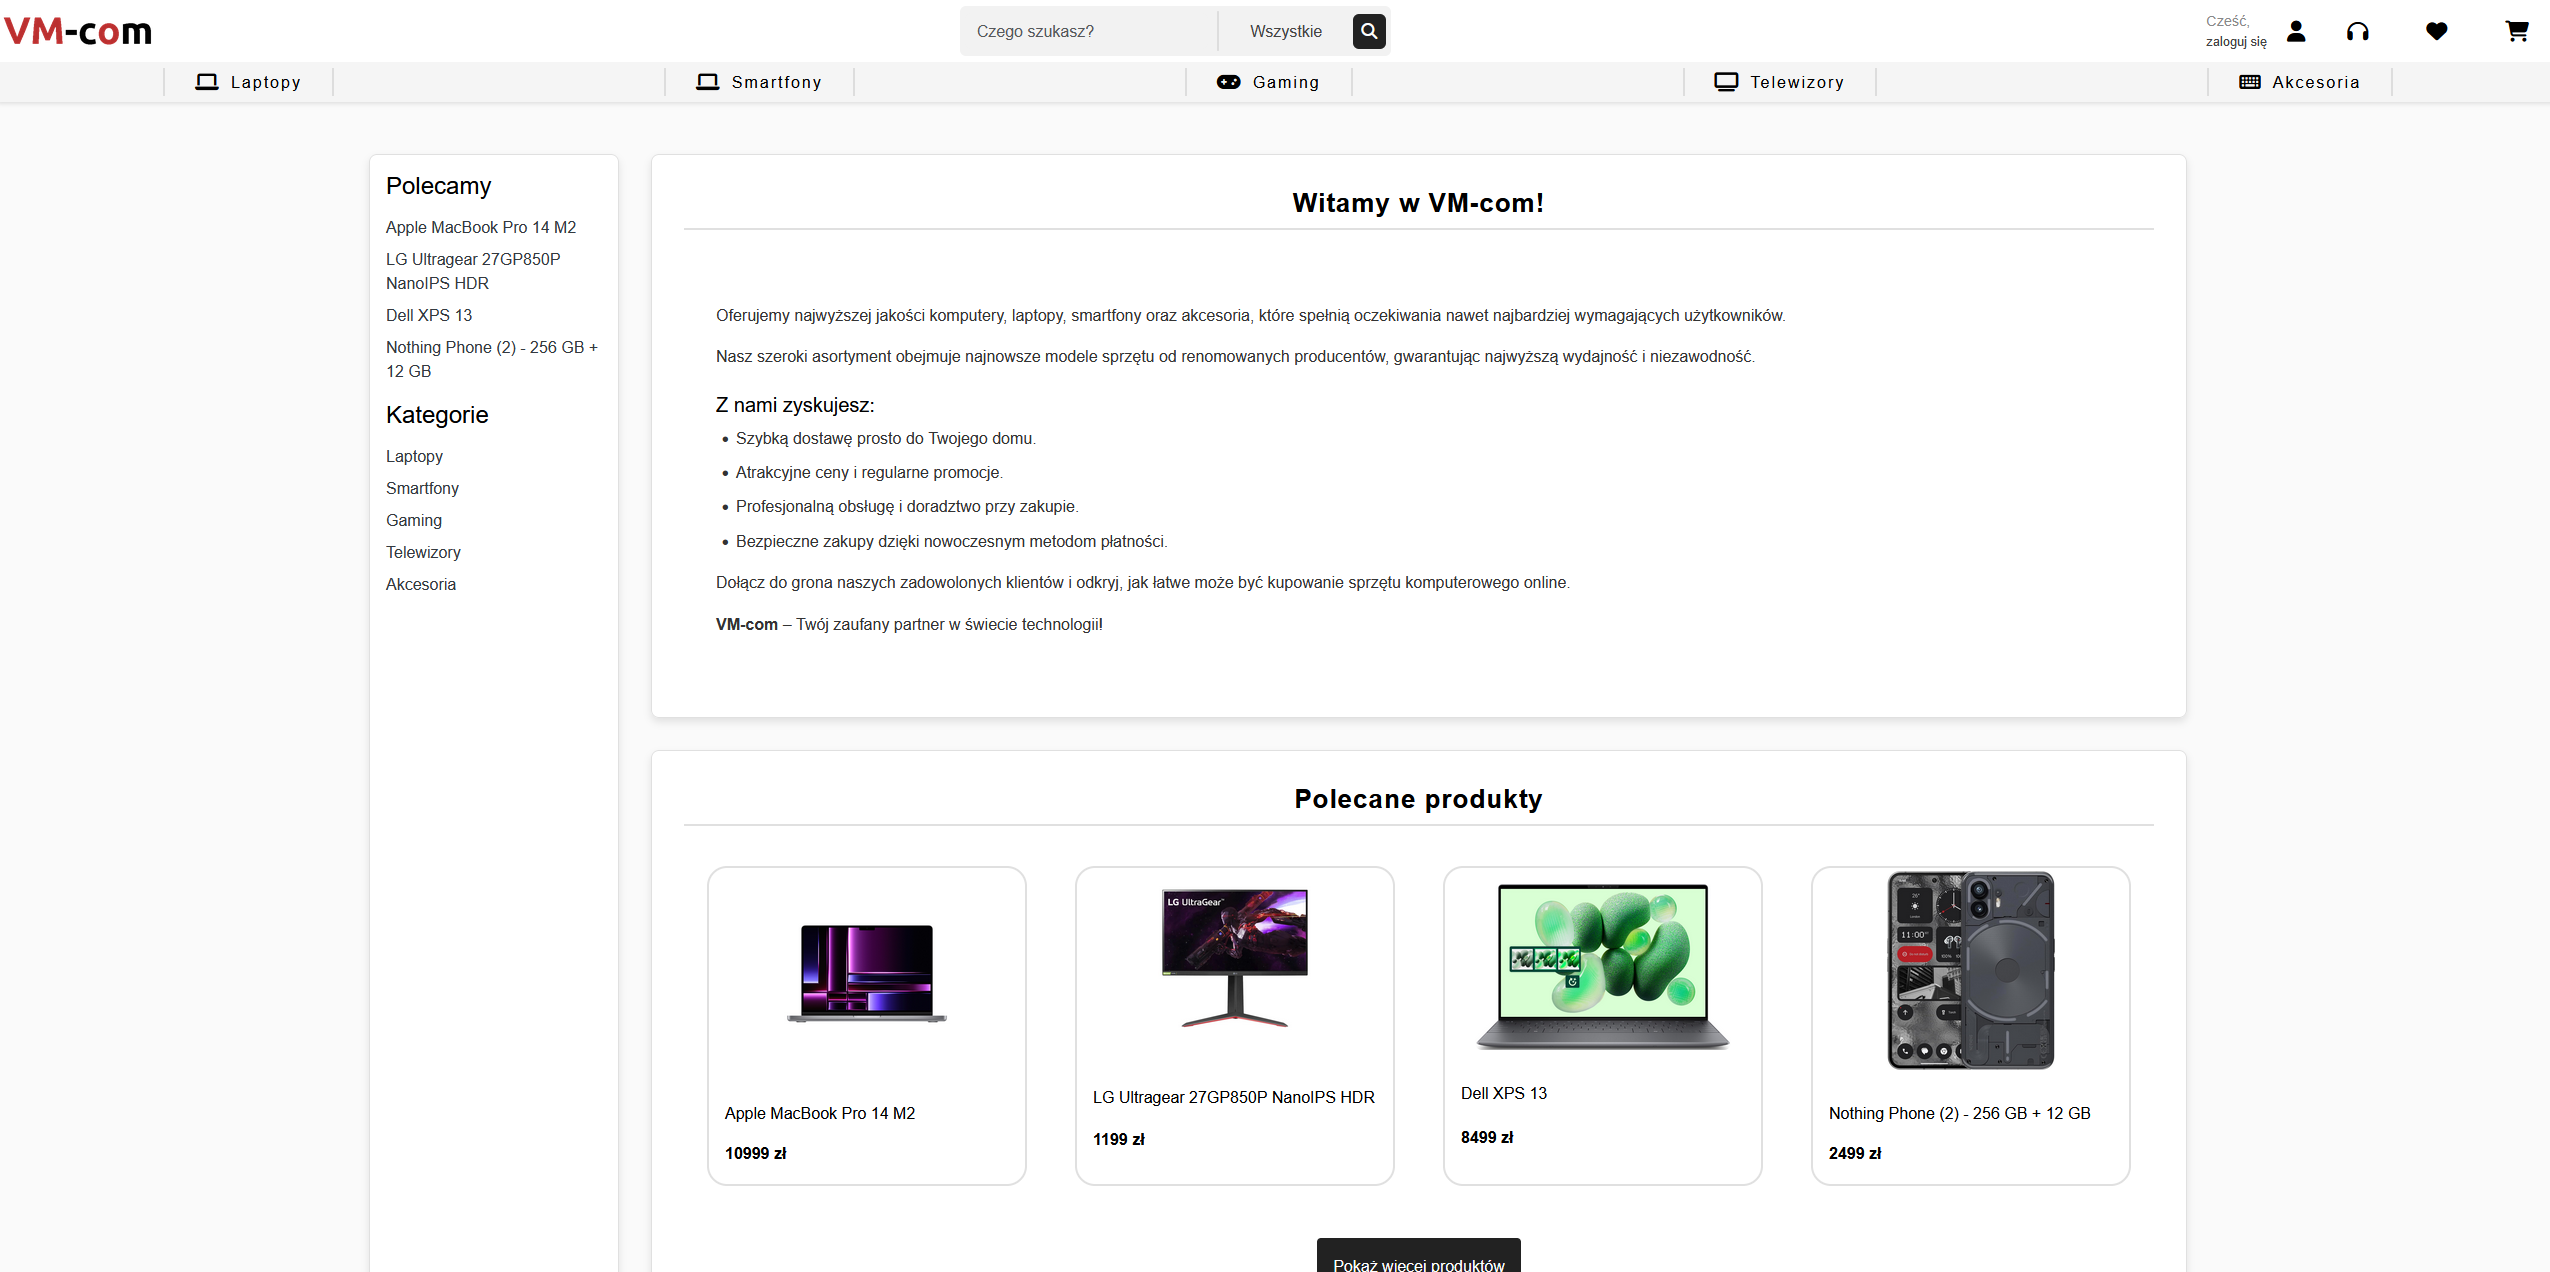 VM-com
Czego szukasz?
Wszystkie
Cześć,
zaloguj się
Laptopy
Smartfony
Gaming
Telewizory
Akcesoria
Polecamy
Apple MacBook Pro 14 M2
LG Ultragear 27GP850P
NanoIPS HDR
Dell XPS 13
Nothing Phone (2) - 256 GB +
12 GB
Kategorie
Laptopy
Smartfony
Gaming
Telewizory
Akcesoria
Witamy w VM-com!
Oferujemy najwyższej jakości komputery, laptopy, smartfony oraz akcesoria, które spełnią oczekiwania nawet najbardziej wymagających użytkowników.
Nasz szeroki asortyment obejmuje najnowsze modele sprzętu od renomowanych producentów, gwarantując najwyższą wydajność i niezawodność.
Z nami zyskujesz:
• Szybką dostawę prosto do Twojego domu.
• Atrakcyjne ceny i regularne promocje.
• Profesjonalną obsługę i doradztwo przy zakupie.
• Bezpieczne zakupy dzięki nowoczesnym metodom płatności.
Dołącz do grona naszych zadowolonych klientów i odkryj, jak łatwe może być kupowanie sprzętu komputerowego online.
VM-com – Twój zaufany partner w świecie technologii!
Polecane produkty
LG UltraGear
11:00
Apple MacBook Pro 14 M2
10999 zł
LG Ultragear 27GP850P NanoIPS HDR
1199 zł
Dell XPS 13
8499 zł
Nothing Phone (2) - 256 GB + 12 GB
2499 zł
Pokaż więcej produktów